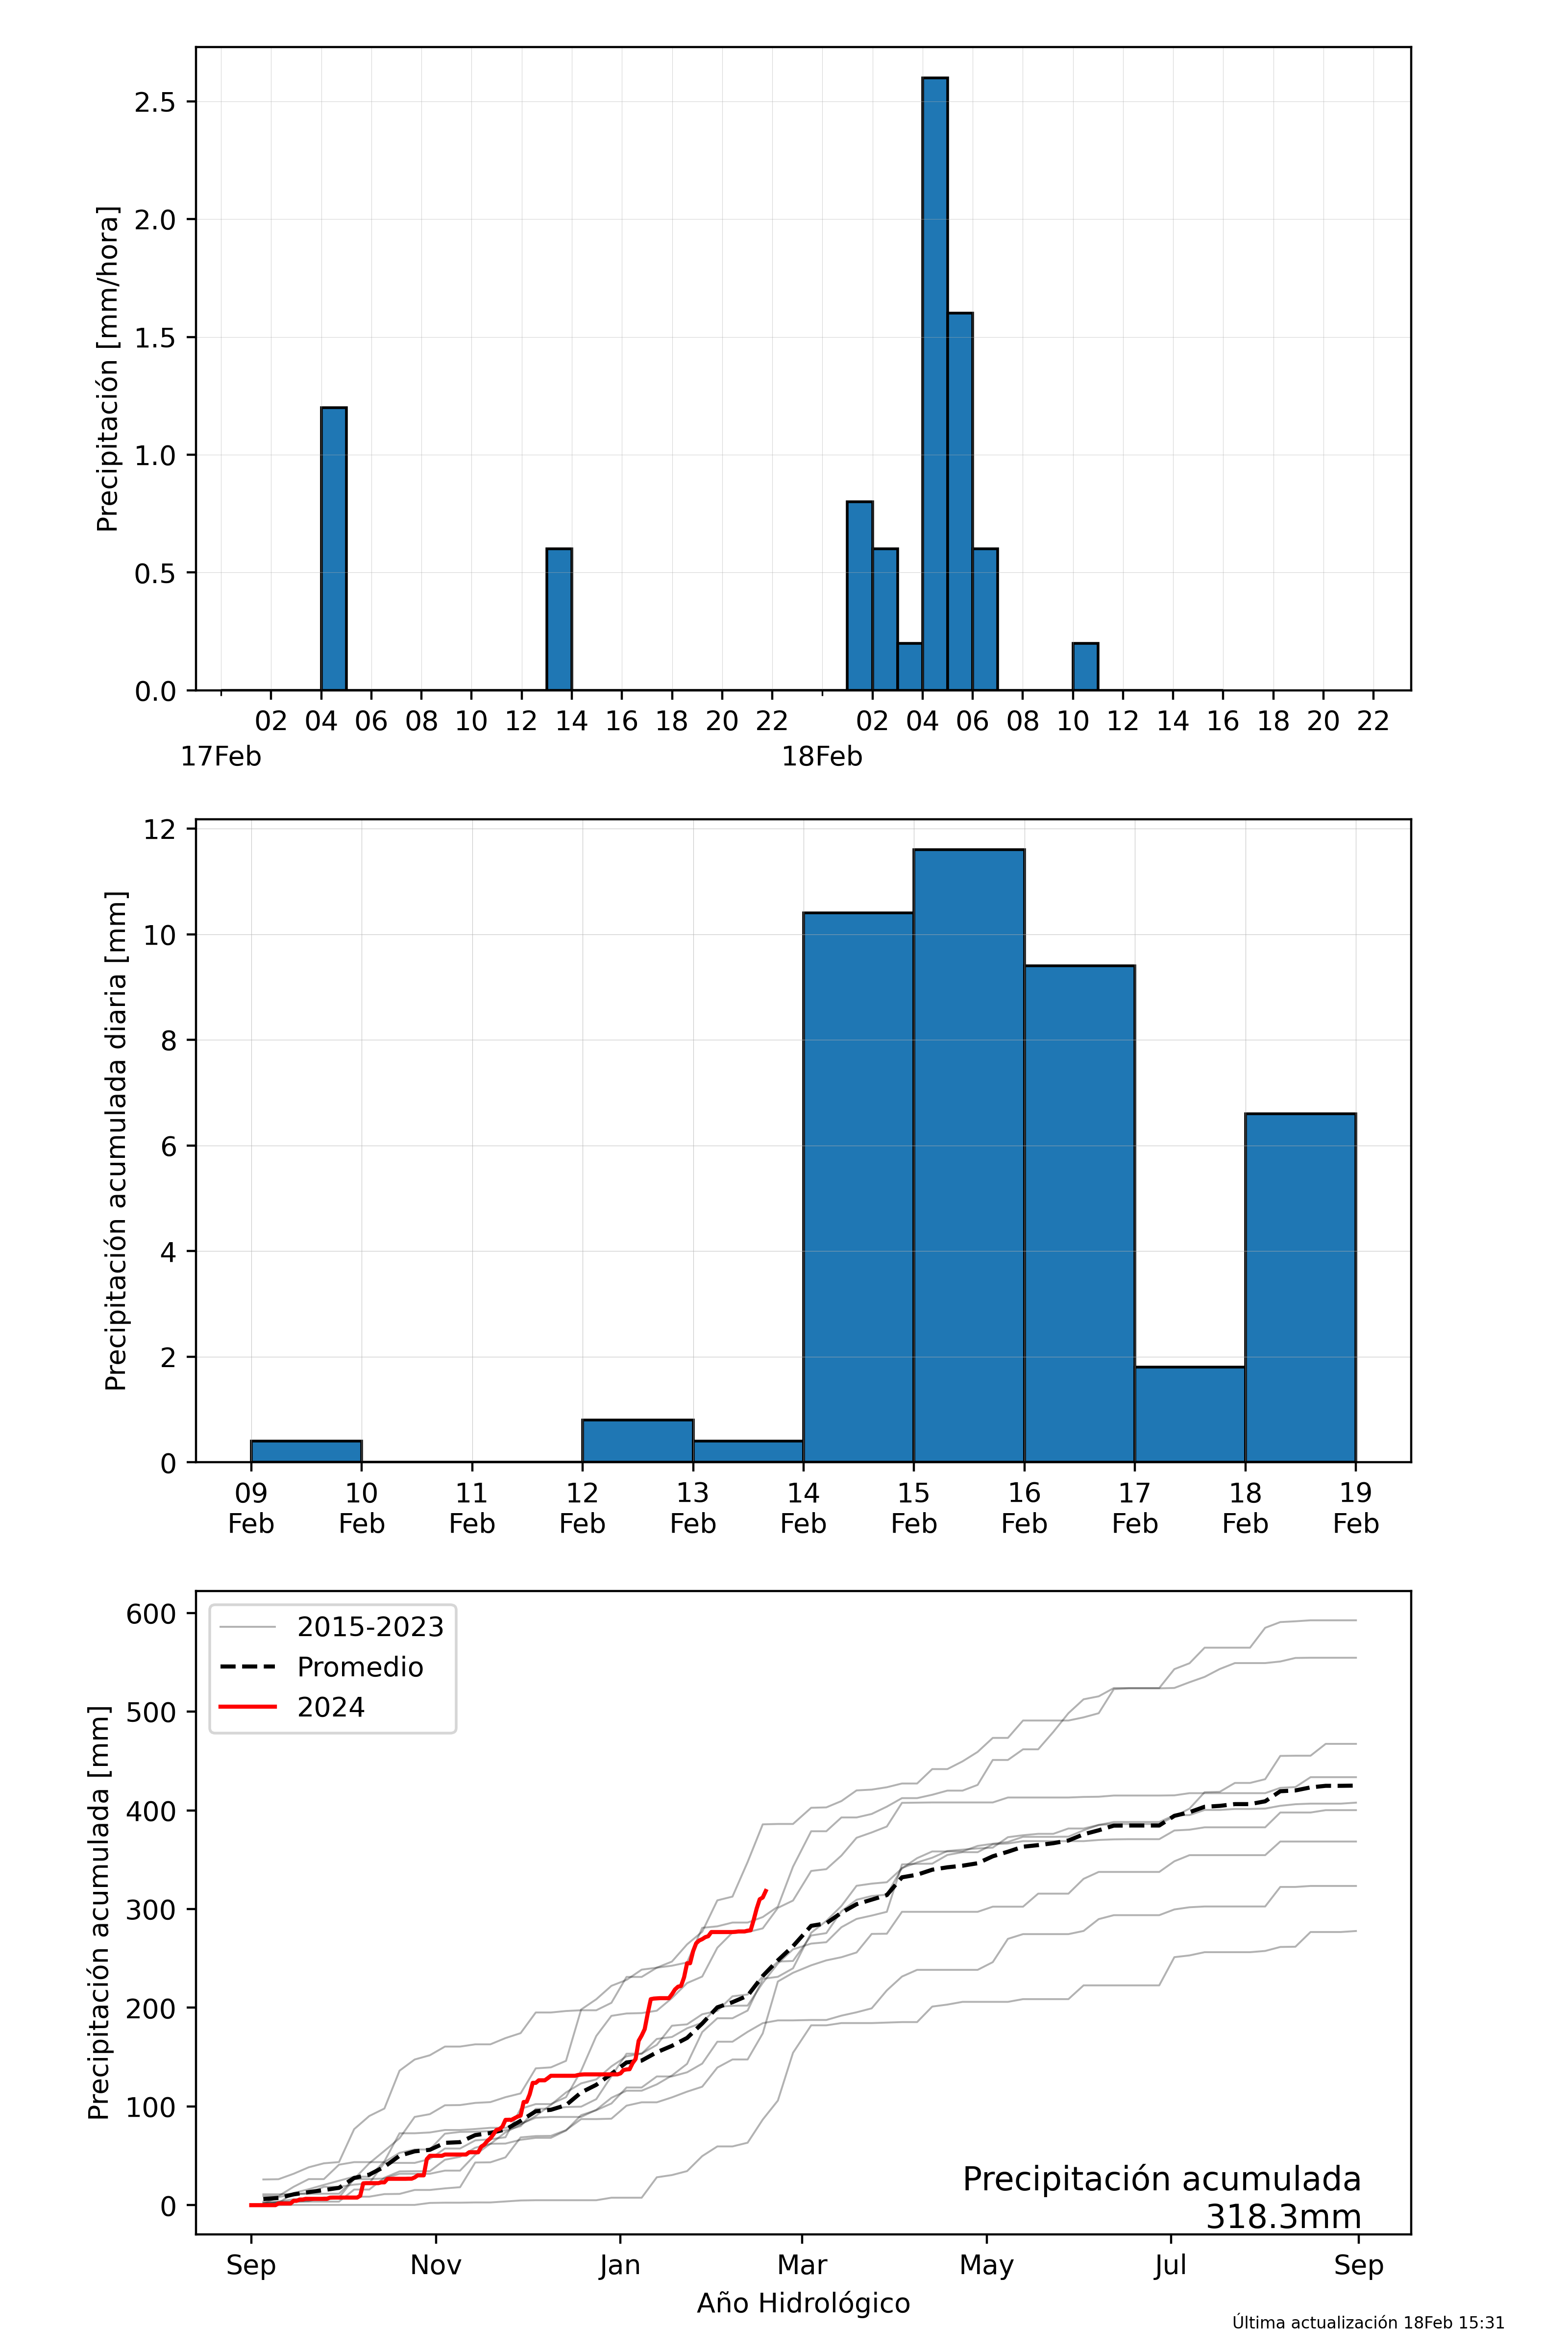 Precipitación [mm/hora]
2.5
2.0
1.5
1.0
0.5
0.0
02 04 06 08 10 12 14 16 18 20 22 02 04 06 08 10 12 14 16 18 20 22
17Feb 18Feb
Precipitación acumulada diaria [mm]
12
10
8
6
4
2
0
09 10 11 12 13 14 15 16 17 18 19
Feb Feb Feb Feb Feb Feb Feb Feb Feb Feb Feb
Precipitación acumulada [mm]
600
500
400
300
200
100
0
2015-2023
Promedio
2024
Precipitación acumulada
318.3mm
Sep Nov Jan Mar May Jul Sep
Año Hidrológico
Última actualización 18Feb 15:31